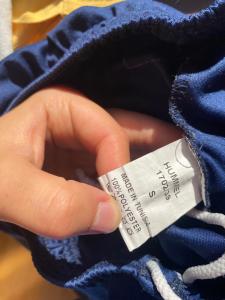 HUMMEL
170235
S
MADE IN TUNISIA
100% POLYESTER